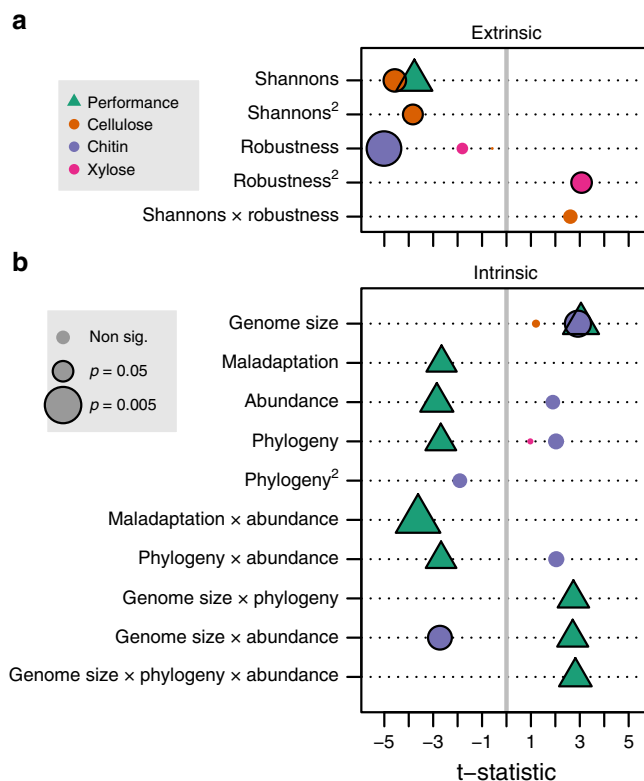 a
Extrinsic
Performance
Cellulose
Chitin
Xylose
Shannons
Shannons²
Robustness
Robustness²
Shannons × robustness
b
Intrinsic
Non sig.
p = 0.05
p = 0.005
Genome size
Maladaptation
Abundance
Phylogeny
Phylogeny²
Maladaptation × abundance
Phylogeny × abundance
Genome size × phylogeny
Genome size × abundance
Genome size × phylogeny × abundance
−5 −3 −1 1 3 5
t−statistic